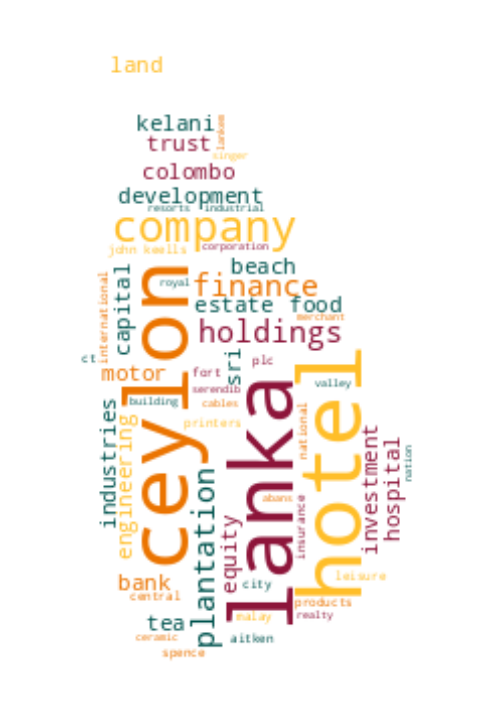 land
kelani
lankem
trust
singer
colombo
development
resorts
industrial
company
john keells
corporation
beach
royal
finance
international
capital
estate
food
merchant
holdings
ceylon
ct
motor
fort
sri
plc
valley
serendib
building
cables
lanka
hotel
industries
engineering
printers
national
investment
hospital
nation
plantation
abans
insurance
equity
bank
city
leisure
central
products
tea
malay
realty
ceramic
aitken
spence